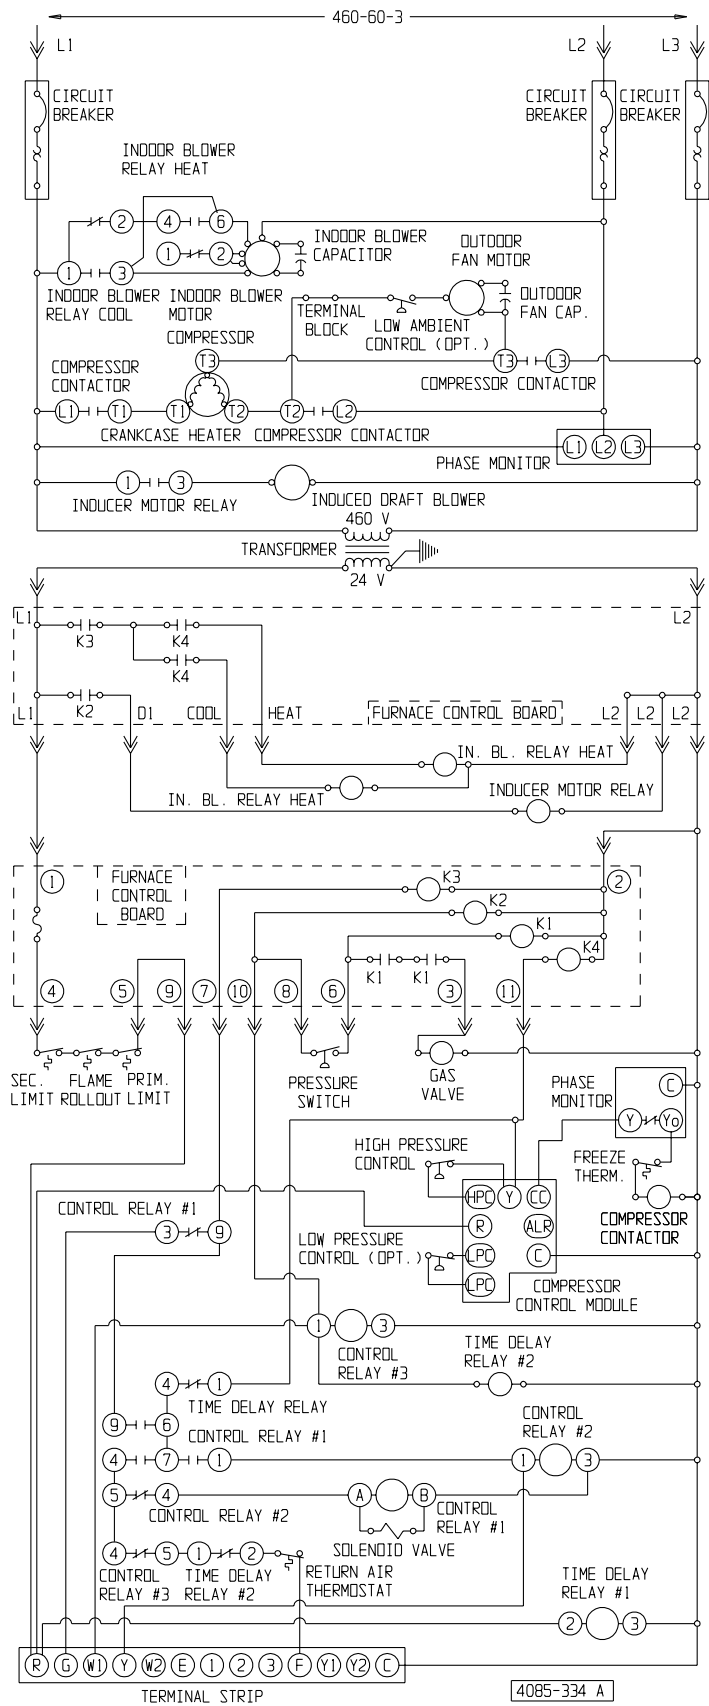 460-60-3
L1 L2 L3
CIRCUIT BREAKER
CIRCUIT BREAKER
CIRCUIT BREAKER
INDOOR BLOWER
RELAY HEAT
2 4 6
1 2
1 3
INDOOR BLOWER
CAPACITOR
OUTDOOR
FAN MOTOR
INDOOR BLOWER
RELAY COOL
INDOOR BLOWER
MOTOR
TERMINAL
BLOCK
LOW AMBIENT
CONTROL (OPT.)
OUTDOOR
FAN CAP.
COMPRESSOR
T3 T3 L3
COMPRESSOR
CONTACTOR
COMPRESSOR CONTACTOR
L1 T1 T1 T2 T2 L2
CRANKCASE HEATER
COMPRESSOR CONTACTOR
PHASE MONITOR
L1 L2 L3
1 3
INDUCER MOTOR RELAY
INDUCED DRAFT BLOWER
460 V
TRANSFORMER
24 V
L1 L2
K3 K4
K4
K2
L1 D1 COOL HEAT
FURNACE CONTROL BOARD
L2 L2 L2
IN. BL. RELAY HEAT
IN. BL. RELAY HEAT
INDUCER MOTOR RELAY
1
FURNACE
CONTROL
BOARD
K3 2
K2
K1
K4
K1 K1
4 5 9 7 10 8 6 3 11
SEC.
LIMIT
FLAME
ROLLOUT
PRIM.
LIMIT
PRESSURE
SWITCH
GAS
VALVE
PHASE
MONITOR
C
Y Yo
HIGH PRESSURE
CONTROL
FREEZE
THERM.
HPC Y CC
R ALR
LPC C
LPC
COMPRESSOR
CONTACTOR
CONTROL RELAY #1
3 9
LOW PRESSURE
CONTROL (OPT.)
COMPRESSOR
CONTROL MODULE
1 3
CONTROL
RELAY #3
TIME DELAY
RELAY #2
4 1
TIME DELAY RELAY
9 6
CONTROL RELAY #1
CONTROL
RELAY #2
4 7 1 1 3
5 4 A B
CONTROL RELAY #2
CONTROL
RELAY #1
SOLENOID VALVE
4 5 1 2
CONTROL
RELAY #3
TIME DELAY
RELAY #2
RETURN AIR
THERMOSTAT
TIME DELAY
RELAY #1
2 3
R G W1 Y W2 E 1 2 3 F Y1 Y2 C
TERMINAL STRIP
4085-334 A